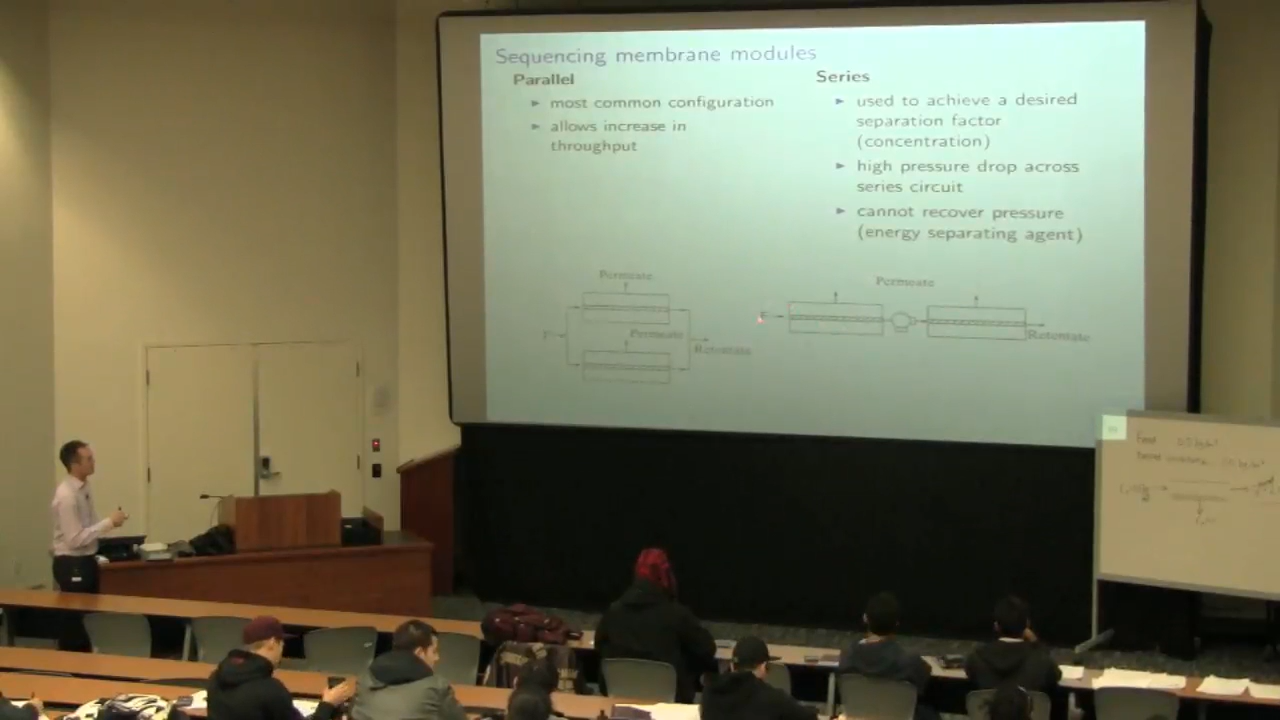 Sequencing membrane modules
Parallel
most common configuration
allows increase in
throughput
Series
used to achieve a desired
separation factor
(concentration)
high pressure drop across
series circuit
cannot recover pressure
(energy separating agent)
Permeate
Permeate
F
Retentate
Permeate
Retentate
Feed